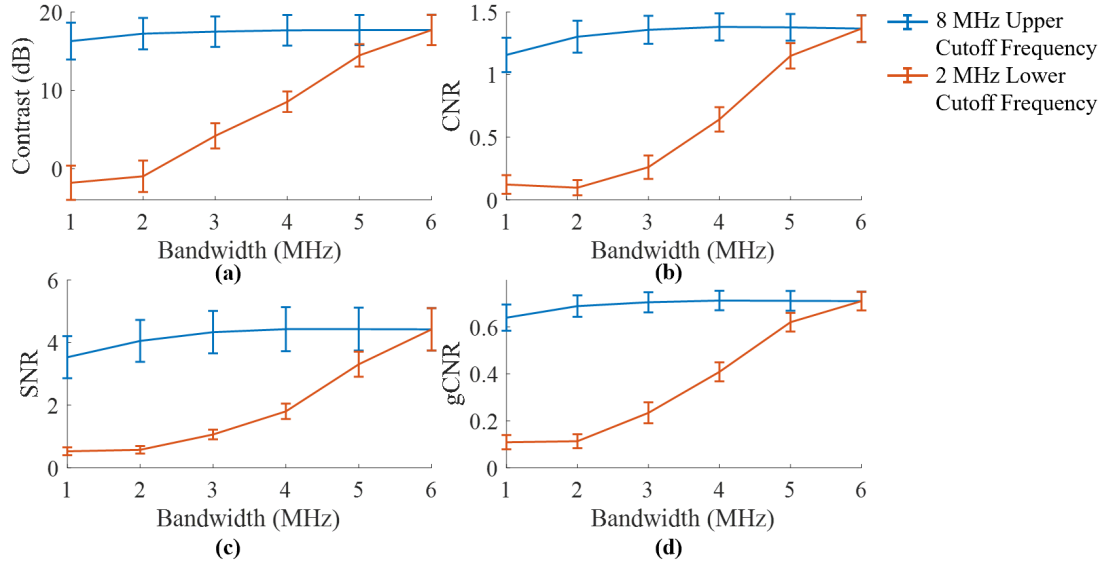 20
10
0
Contrast (dB)
1 2 3 4 5 6
Bandwidth (MHz)
(a)
1.5
1
0.5
0
CNR
1 2 3 4 5 6
Bandwidth (MHz)
(b)
8 MHz Upper
Cutoff Frequency
2 MHz Lower
Cutoff Frequency
6
4
2
0
SNR
1 2 3 4 5 6
Bandwidth (MHz)
(c)
0.6
0.4
0.2
0
gCNR
1 2 3 4 5 6
Bandwidth (MHz)
(d)